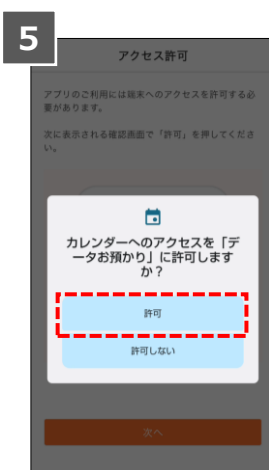 5
アクセス許可
アプリのご利用には端末へのアクセスを許可する必
要があります。
次に表示される確認画面で「許可」を押してくださ
い。
カレンダーへのアクセスを「デ
ータお預かり」に許可します
か？
許可
許可しない
次へ